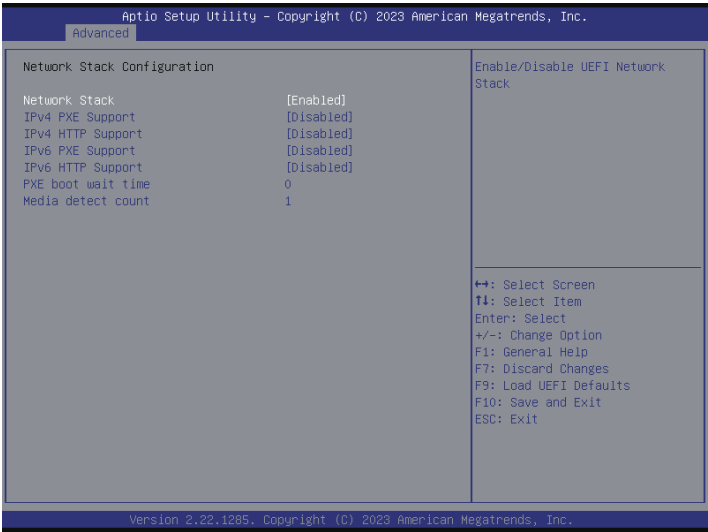 Aptio Setup Utility – Copyright (C) 2023 American Megatrends, Inc.
Advanced
Network Stack Configuration
Network Stack [Enabled]
IPv4 PXE Support [Disabled]
IPv4 HTTP Support [Disabled]
IPv6 PXE Support [Disabled]
IPv6 HTTP Support [Disabled]
PXE boot wait time 0
Media detect count 1
Enable/Disable UEFI Network
Stack
↔: Select Screen
↑↓: Select Item
Enter: Select
+/-: Change Option
F1: General Help
F7: Discard Changes
F9: Load UEFI Defaults
F10: Save and Exit
ESC: Exit
Version 2.22.1285. Copyright (C) 2023 American Megatrends, Inc.